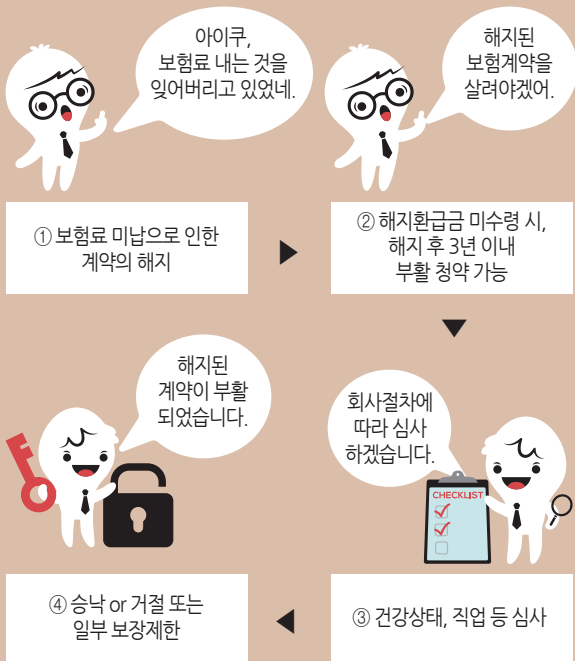 아이쿠,
보험료 내는 것을
잊어버리고 있었네.
해지된
보험계약을
살려야겠어.
① 보험료 미납으로 인한
계약의 해지
② 해지환급금 미수령 시,
해지 후 3년 이내
부활 청약 가능
해지된
계약이 부활
되었습니다.
회사절차에
따라 심사
하겠습니다.
CHECKLIST
④ 승낙 or 거절 또는
일부 보장제한
③ 건강상태, 직업 등 심사